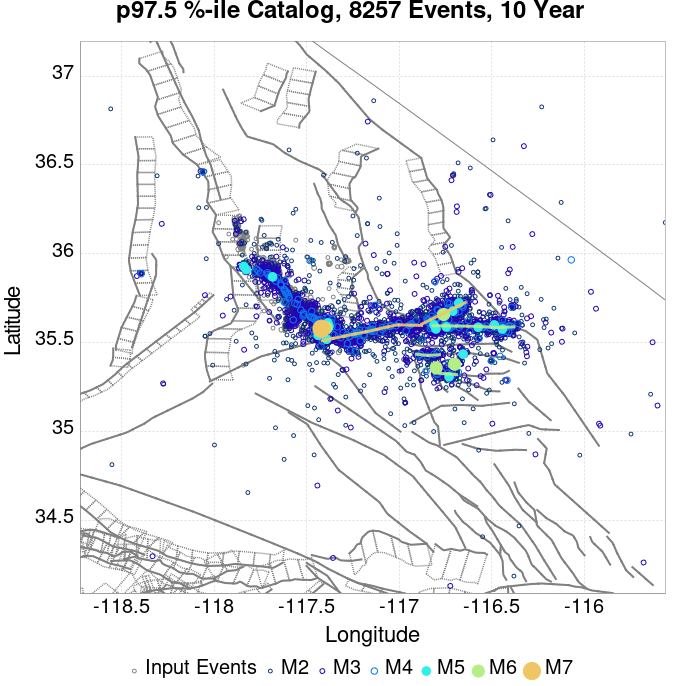 p97.5 %-ile Catalog, 8257 Events, 10 Year
37
36.5
36
35.5
35
34.5
Latitude
-118.5 -118 -117.5 -117 -116.5 -116
Longitude
Input Events M2 M3 M4 M5 M6 M7